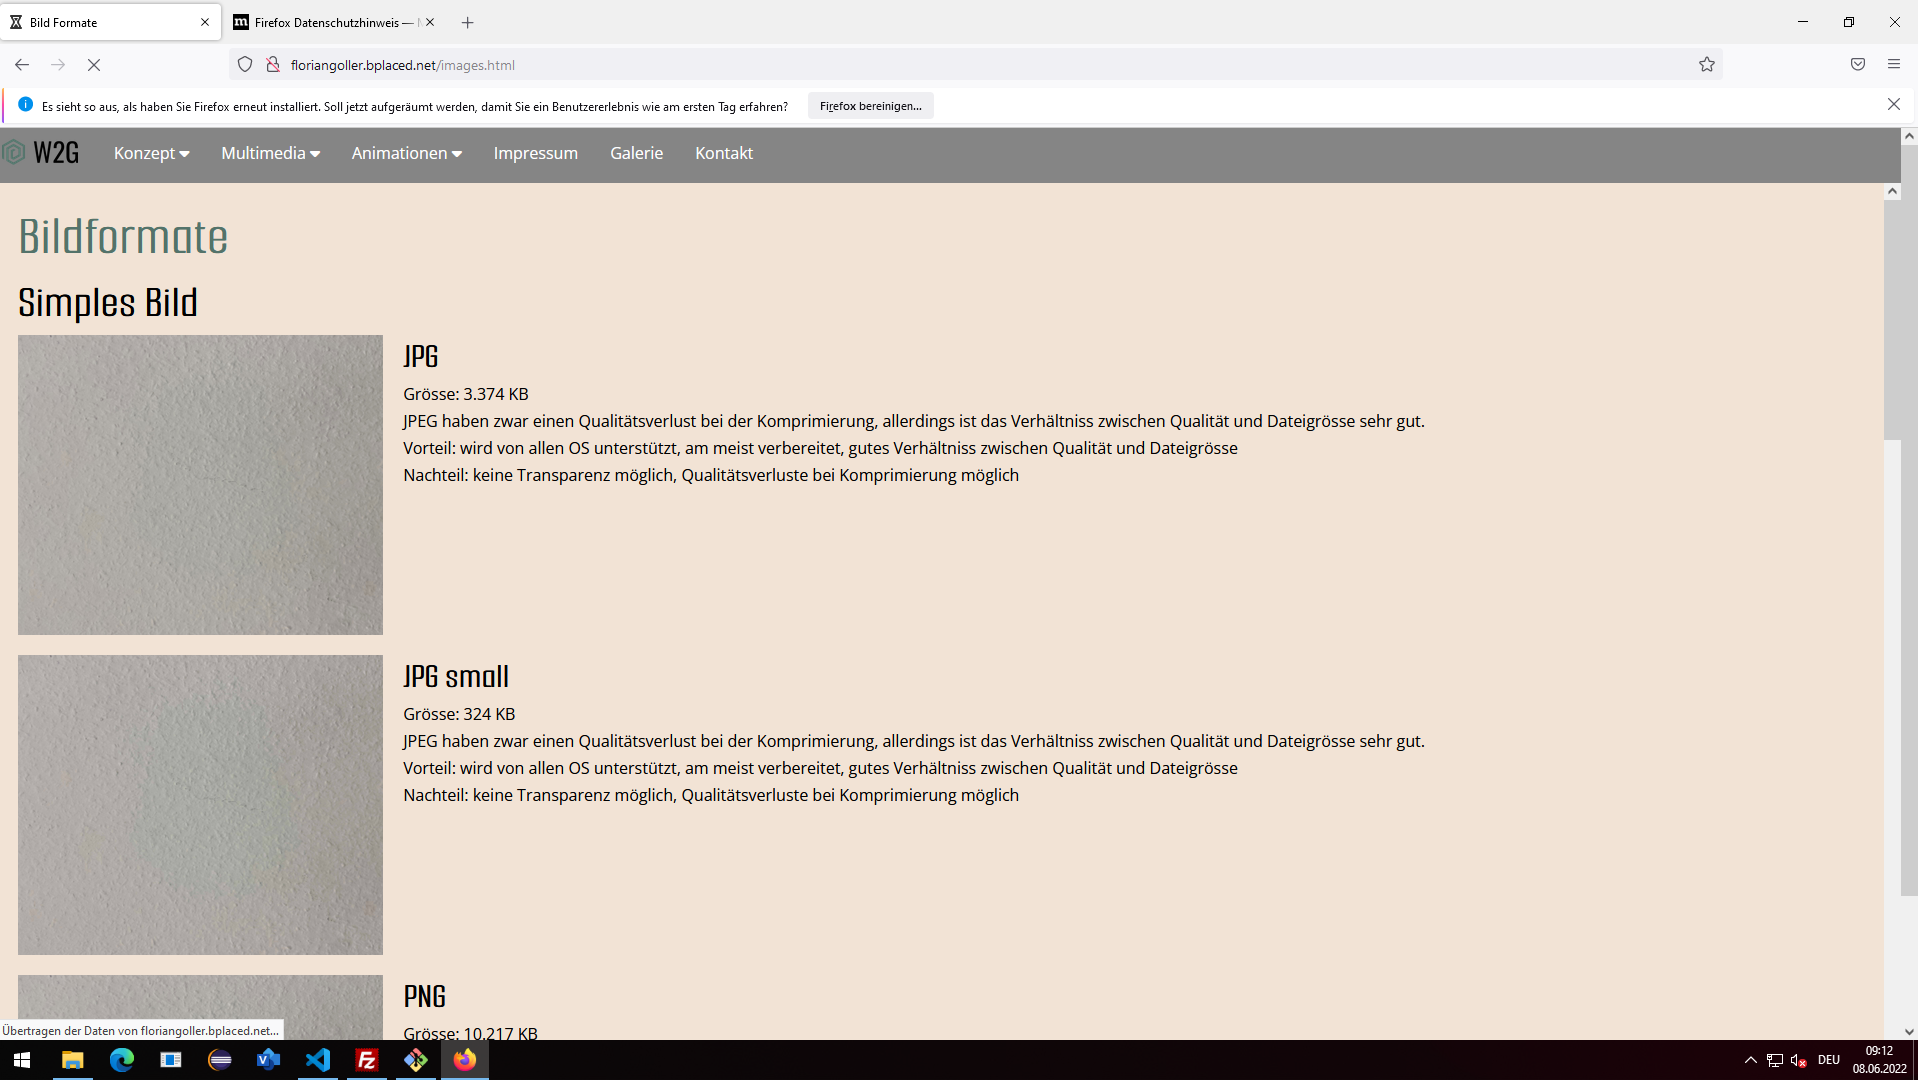 Bild Formate
Firefox Datenschutzhinweis —
floriangoller.bplaced.net/images.html
Es sieht so aus, als haben Sie Firefox erneut installiert. Soll jetzt aufgeräumt werden, damit Sie ein Benutzererlebnis wie am ersten Tag erfahren? Firefox bereinigen...
W2G Konzept Multimedia Animationen Impressum Galerie Kontakt
Bildformate
Simples Bild
JPG
Grösse: 3.374 KB
JPEG haben zwar einen Qualitätsverlust bei der Komprimierung, allerdings ist das Verhältniss zwischen Qualität und Dateigrösse sehr gut.
Vorteil: wird von allen OS unterstützt, am meist verbereitet, gutes Verhältniss zwischen Qualität und Dateigrösse
Nachteil: keine Transparenz möglich, Qualitätsverluste bei Komprimierung möglich
JPG small
Grösse: 324 KB
JPEG haben zwar einen Qualitätsverlust bei der Komprimierung, allerdings ist das Verhältniss zwischen Qualität und Dateigrösse sehr gut.
Vorteil: wird von allen OS unterstützt, am meist verbereitet, gutes Verhältniss zwischen Qualität und Dateigrösse
Nachteil: keine Transparenz möglich, Qualitätsverluste bei Komprimierung möglich
PNG
Grösse: 10.217 KB
Übertragen der Daten von floriangoller.bplaced.net...
DEU
09:12
08.06.2022